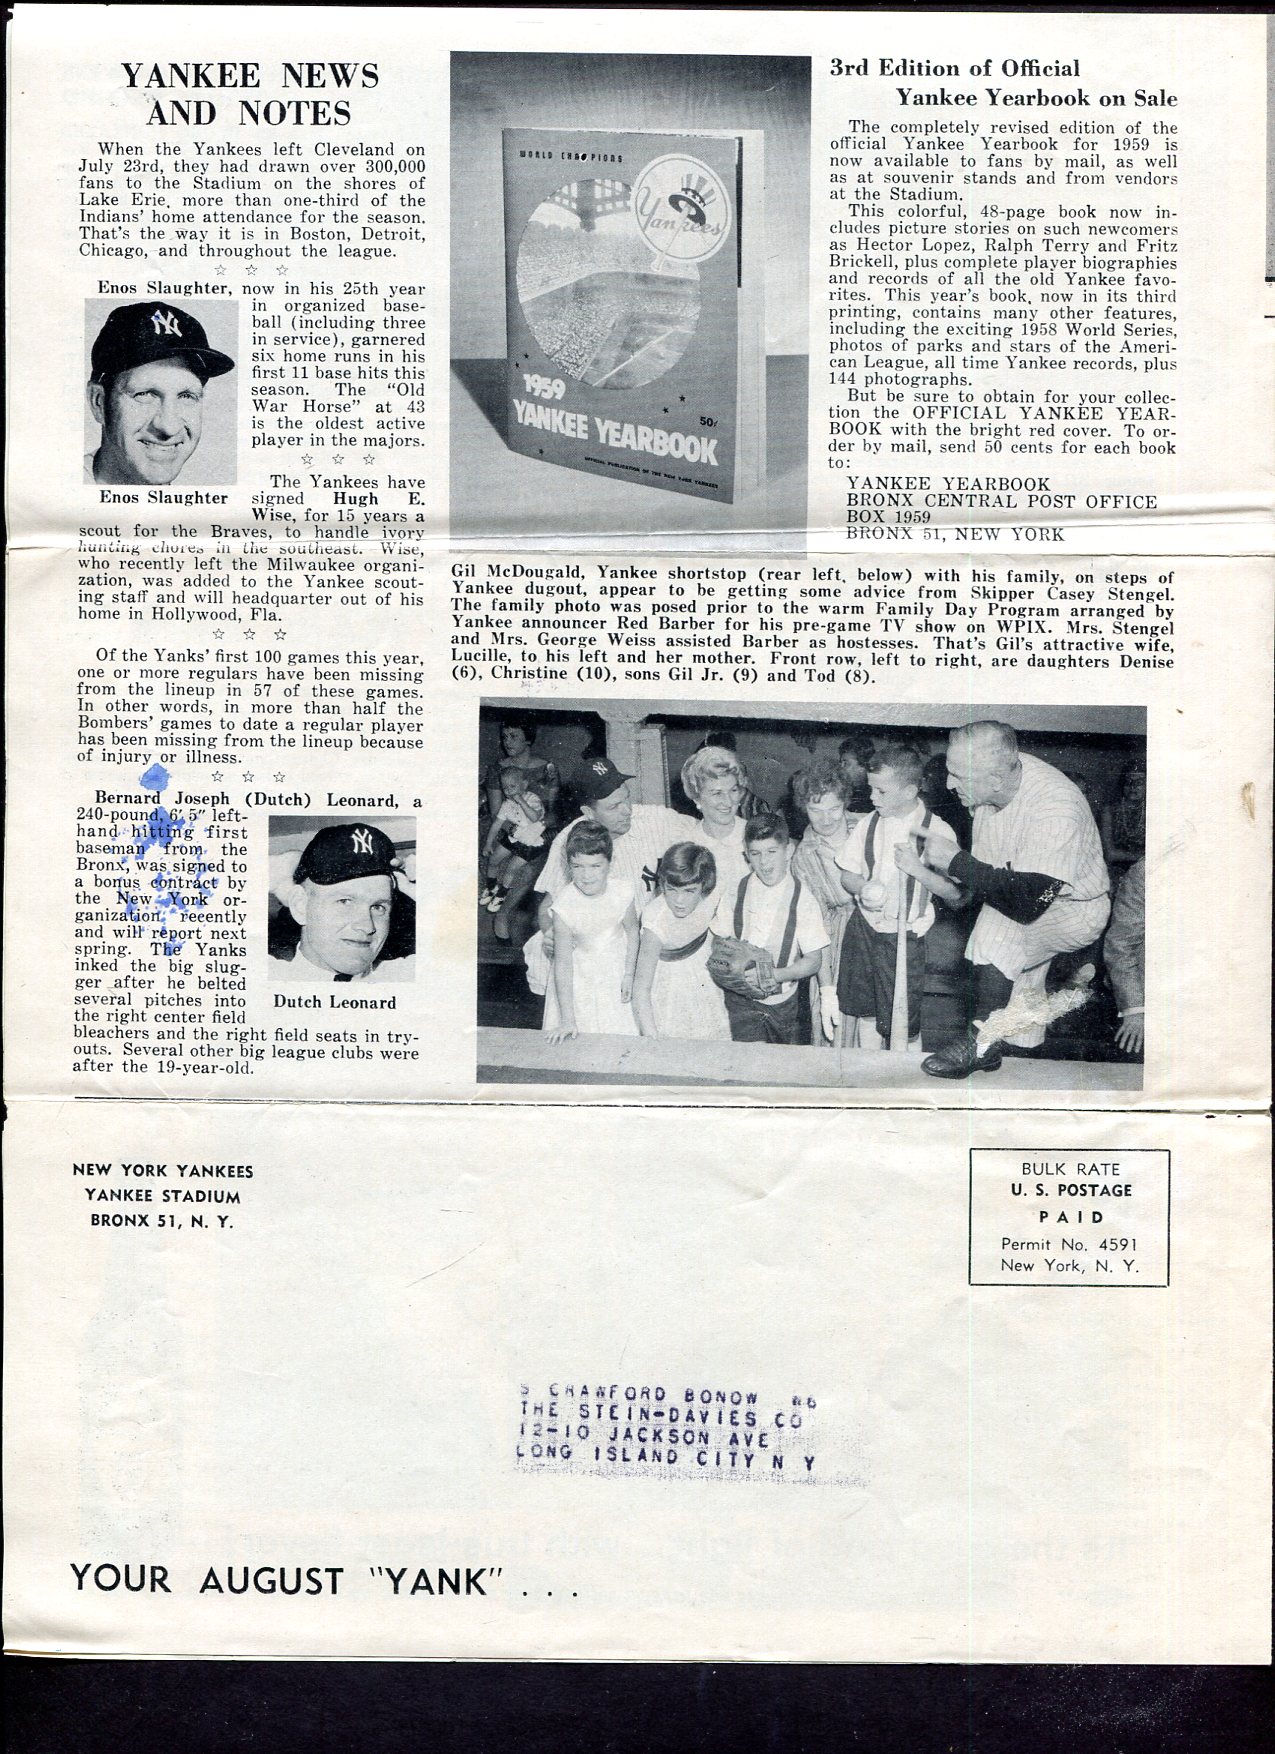 YANKEE NEWS
AND NOTES
When the Yankees left Cleveland on
July 23rd, they had drawn over 300,000
fans to the Stadium on the shores of
Lake Erie, more than one-third of the
Indians' home attendance for the season.
That's the way it is in Boston, Detroit,
Chicago, and throughout the league.
☆ ☆ ☆
Enos Slaughter, now in his 25th year
in organized base-
ball (including three
in service), garnered
six home runs in his
first 11 base hits this
season. The "Old
War Horse" at 43
is the oldest active
player in the majors.
☆ ☆ ☆
Enos Slaughter
The Yankees have
signed Hugh E.
Wise, for 15 years a
scout for the Braves, to handle ivory
hunting chores in the southeast. Wise,
who recently left the Milwaukee organi-
zation, was added to the Yankee scout-
ing staff and will headquarter out of his
home in Hollywood, Fla.
☆ ☆ ☆
Of the Yanks' first 100 games this year,
one or more regulars have been missing
from the lineup in 57 of these games.
In other words, in more than half the
Bombers' games to date a regular player
has been missing from the lineup because
of injury or illness.
☆ ☆ ☆
Bernard Joseph (Dutch) Leonard, a
240-pound, 6' 5" left-
hand hitting first
baseman from the
Bronx, was signed to
a bonus contract by
the New York or-
ganization recently
and will report next
spring. The Yanks
inked the big slug-
ger after he belted
several pitches into
the right center field
bleachers and the right field seats in try-
outs. Several other big league clubs were
after the 19-year-old.
Dutch Leonard
WORLD CHAMPIONS
Yankees
1959
YANKEE YEARBOOK
50¢
OFFICIAL PUBLICATION OF THE NEW YORK YANKEES
3rd Edition of Official
Yankee Yearbook on Sale
The completely revised edition of the
official Yankee Yearbook for 1959 is
now available to fans by mail, as well
as at souvenir stands and from vendors
at the Stadium.
This colorful, 48-page book now in-
cludes picture stories on such newcomers
as Hector Lopez, Ralph Terry and Fritz
Brickell, plus complete player biographies
and records of all the old Yankee favo-
rites. This year's book, now in its third
printing, contains many other features,
including the exciting 1958 World Series,
photos of parks and stars of the Ameri-
can League, all time Yankee records, plus
144 photographs.
But be sure to obtain for your collec-
tion the OFFICIAL YANKEE YEAR-
BOOK with the bright red cover. To or-
der by mail, send 50 cents for each book
to:
YANKEE YEARBOOK
BRONX CENTRAL POST OFFICE
BOX 1959
BRONX 51, NEW YORK
Gil McDougald, Yankee shortstop (rear left, below) with his family, on steps of
Yankee dugout, appear to be getting some advice from Skipper Casey Stengel.
The family photo was posed prior to the warm Family Day Program arranged by
Yankee announcer Red Barber for his pre-game TV show on WPIX. Mrs. Stengel
and Mrs. George Weiss assisted Barber as hostesses. That's Gil's attractive wife,
Lucille, to his left and her mother. Front row, left to right, are daughters Denise
(6), Christine (10), sons Gil Jr. (9) and Tod (8).
NEW YORK YANKEES
YANKEE STADIUM
BRONX 51, N. Y.
BULK RATE
U. S. POSTAGE
PAID
Permit No. 4591
New York, N. Y.
S CRAWFORD BONOW
THE STEIN-DAVIES CO
12-10 JACKSON AVE
LONG ISLAND CITY N Y
YOUR AUGUST "YANK" . . .